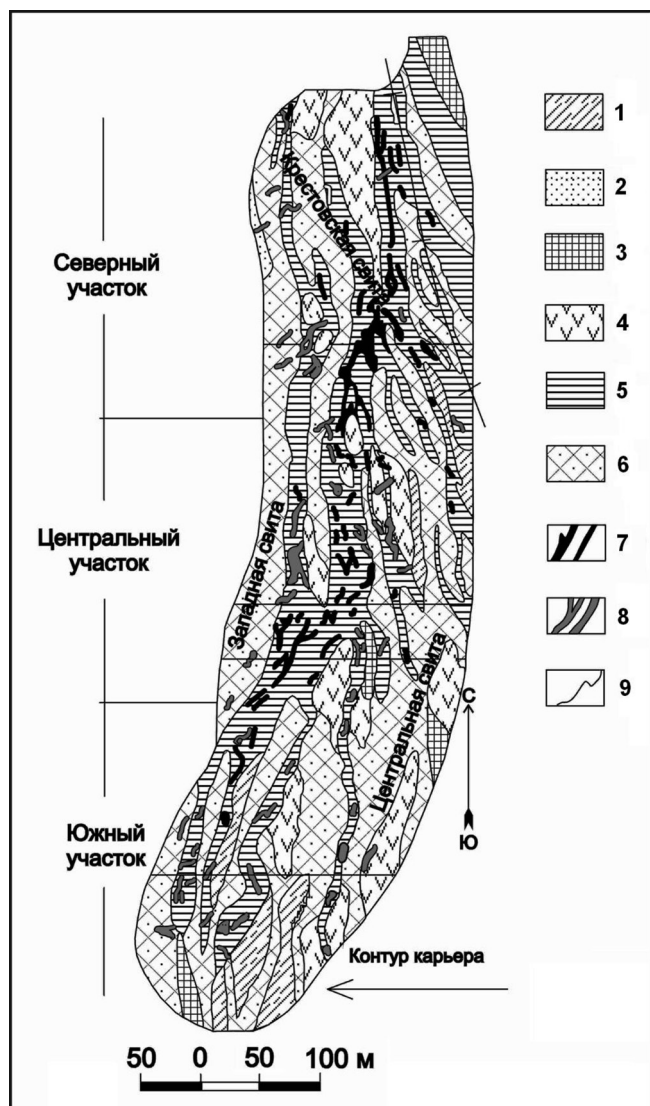 Северный
участок
Центральный
участок
Южный
участок
Крестовская свита
Западная свита
Центральная свита
С
Ю
Контур карьера
50 0 50 100 м
1
2
3
4
5
6
7
8
9